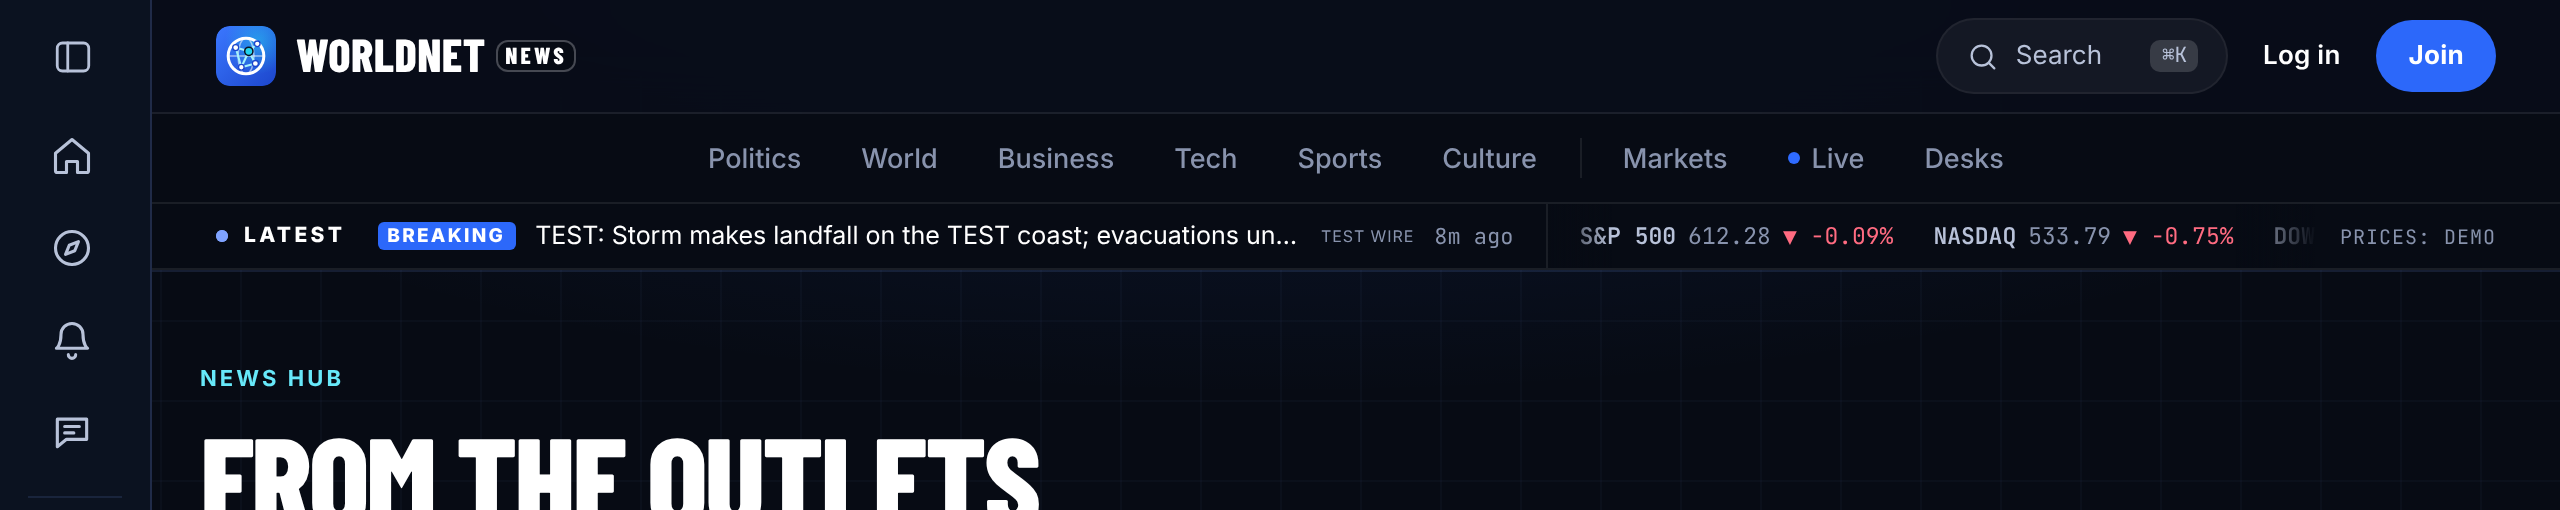 WORLDNET NEWS
Search ⌘K Log in Join
Politics World Business Tech Sports Culture Markets Live Desks
LATEST BREAKING TEST: Storm makes landfall on the TEST coast; evacuations un... TEST WIRE 8m ago S&P 500 612.28 ▼ -0.09% NASDAQ 533.79 ▼ -0.75% DOW PRICES: DEMO
NEWS HUB
FROM THE OUTLETS